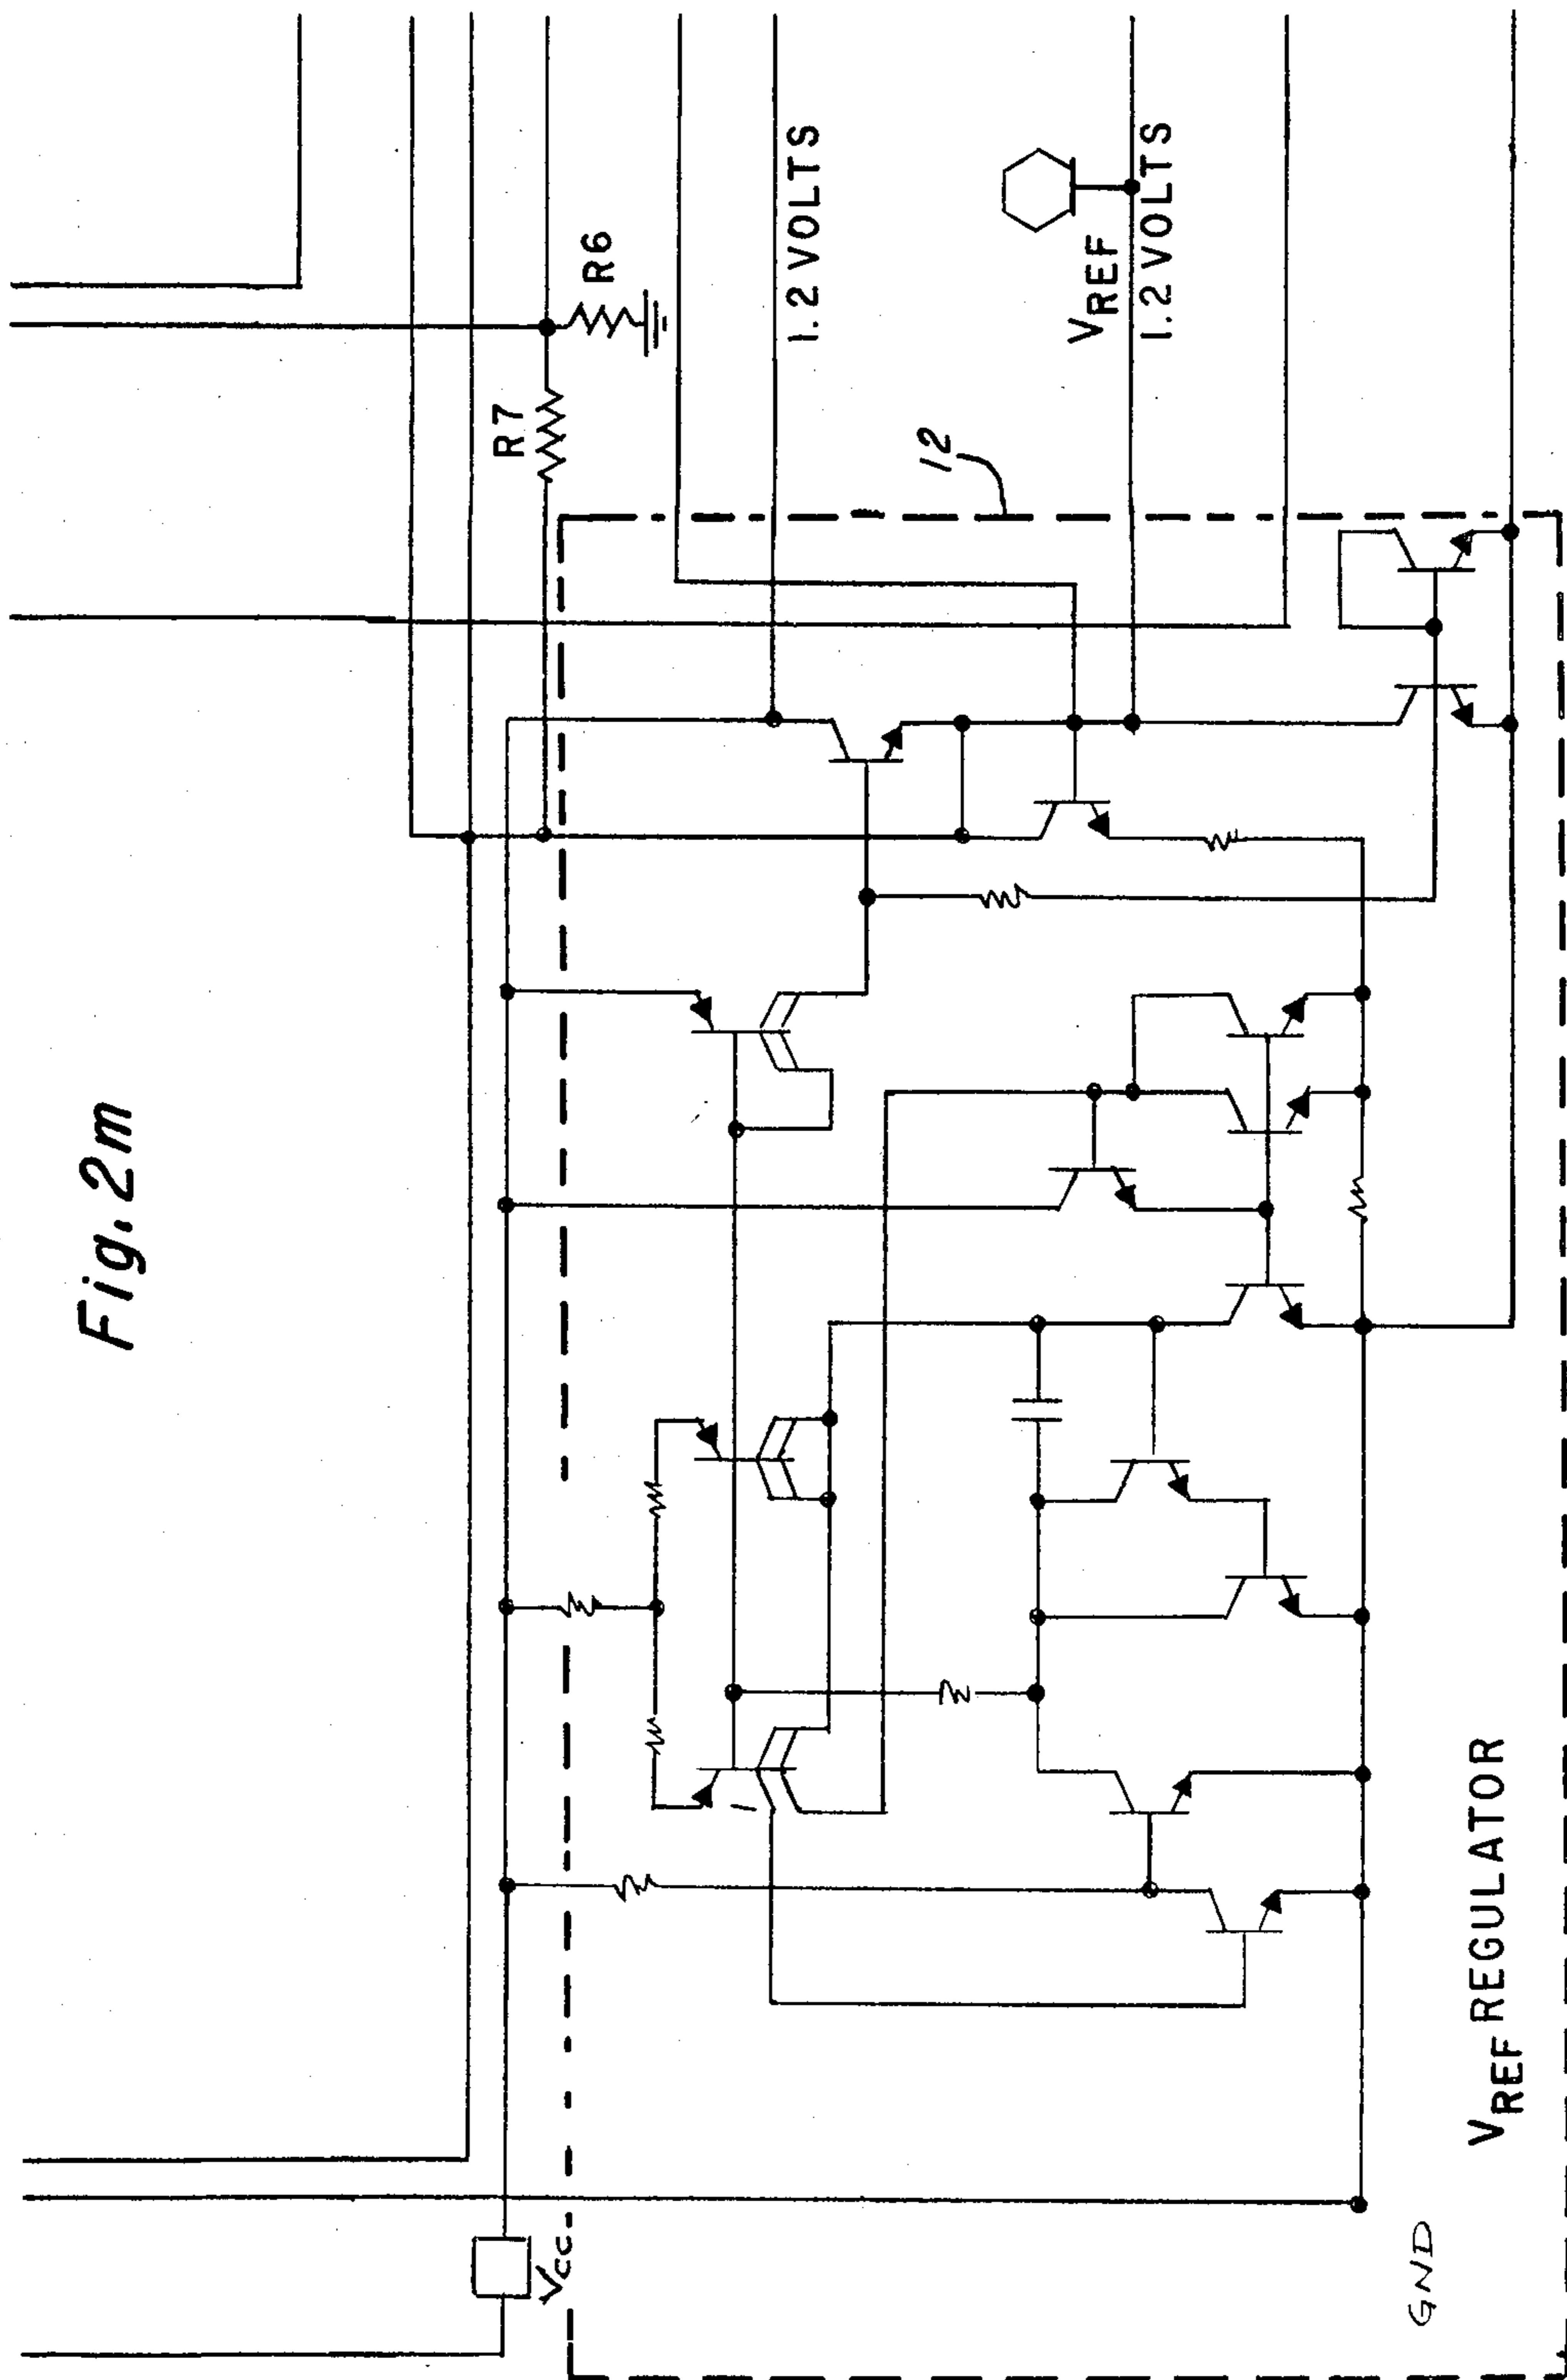 Fig. 2m
R7
R6
1.2 VOLTS
12
VREF
1.2 VOLTS
Vcc
GND
VREF REGULATOR